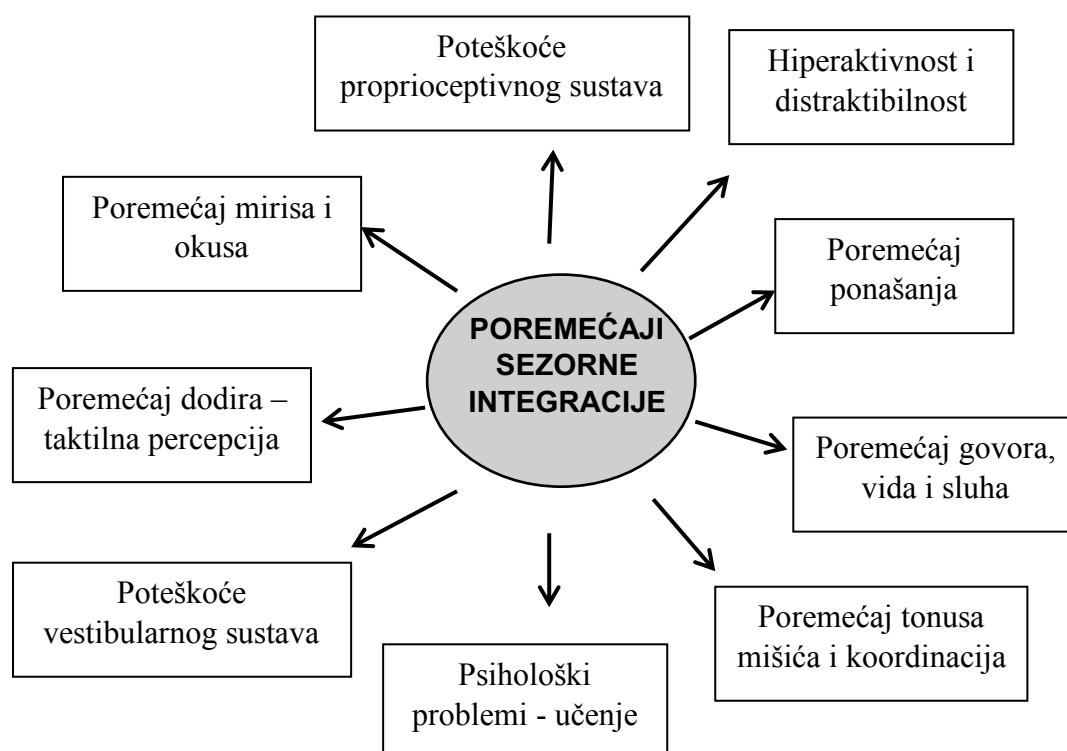 Poteškoće
proprioceptivnog sustava
Hiperaktivnost i
distraktibilnost
Poremećaj mirisa i
okusa
Poremećaj
ponašanja
POREMEĆAJI
SEZORNE
INTEGRACIJE
Poremećaj dodira –
taktilna percepcija
Poremećaj govora,
vida i sluha
Poteškoće
vestibularnog sustava
Poremećaj tonusa
mišića i koordinacija
Psihološki
problemi - učenje